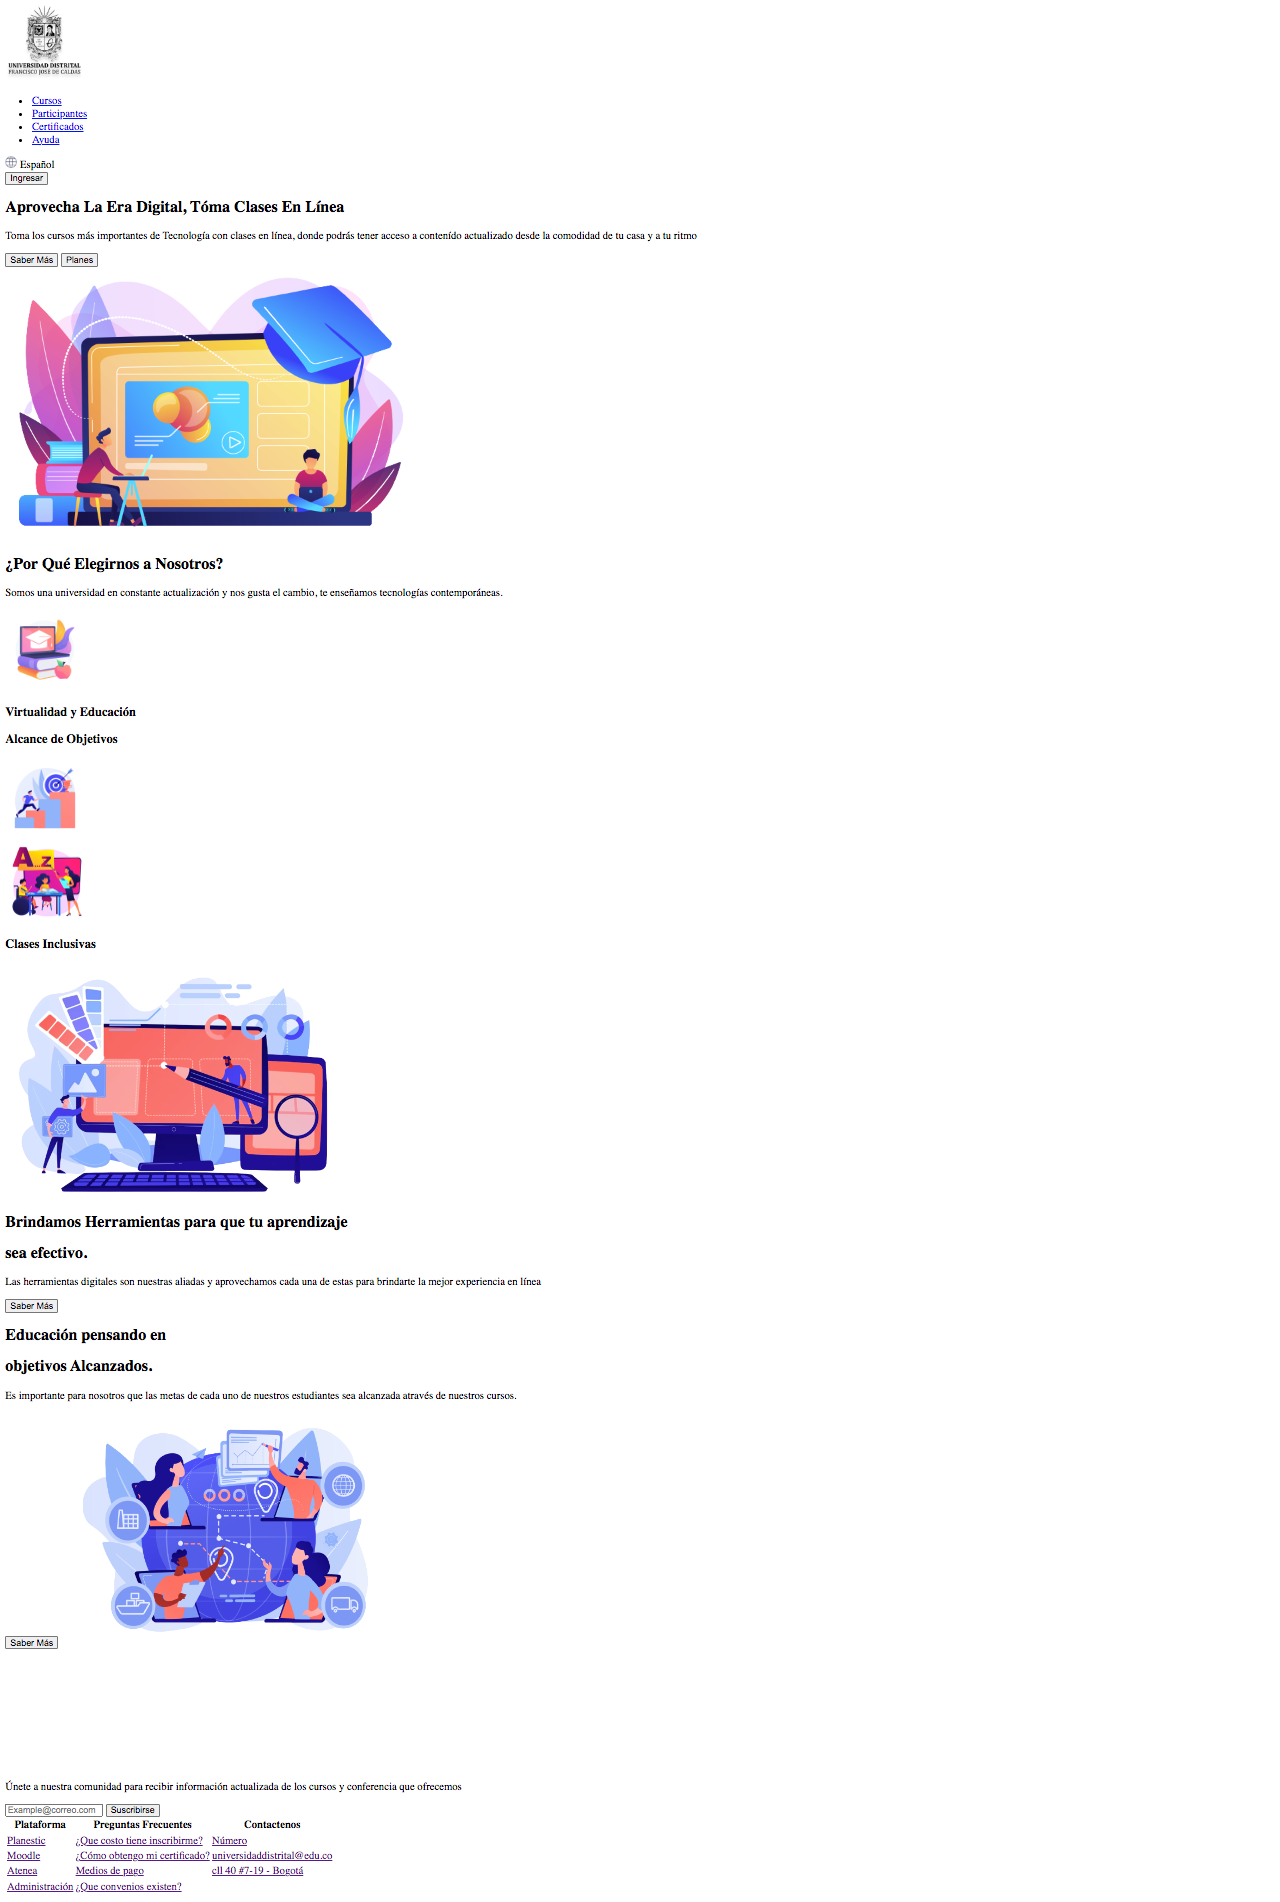 UNIVERSIDAD DISTRITAL
FRANCISCO JOSÉ DE CALDAS
Cursos
Participantes
Certificados
Ayuda
Español
Ingresar
Aprovecha La Era Digital, Tóma Clases En Línea
Toma los cursos más importantes de Tecnología con clases en línea, donde podrás tener acceso a contenído actualizado desde la comodidad de tu casa y a tu ritmo
Saber Más Planes
¿Por Qué Elegirnos a Nosotros?
Somos una universidad en constante actualización y nos gusta el cambio, te enseñamos tecnologías contemporáneas.
Virtualidad y Educación
Alcance de Objetivos
A...z
Clases Inclusivas
Brindamos Herramientas para que tu aprendizaje
sea efectivo.
Las herramientas digitales son nuestras aliadas y aprovechamos cada una de estas para brindarte la mejor experiencia en línea
Saber Más
Educación pensando en
objetivos Alcanzados.
Es importante para nosotros que las metas de cada uno de nuestros estudiantes sea alcanzada através de nuestros cursos.
Saber Más
Únete a nuestra comunidad para recibir información actualizada de los cursos y conferencia que ofrecemos
Example@correo.com Suscribirse
Plataforma Preguntas Frecuentes Contactenos
Planestic ¿Que costo tiene inscribirme? Número
Moodle ¿Cómo obtengo mi certificado? universidaddistrital@edu.co
Atenea Medios de pago cll 40 #7-19 - Bogotá
Administración ¿Que convenios existen?